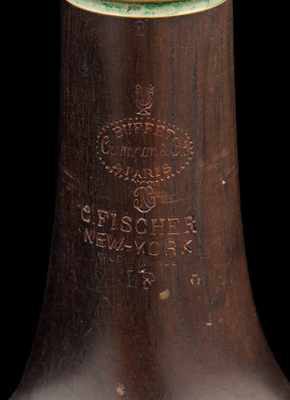 BUFFET
Crampon & Cie
A PARIS
C. FISCHER
NEW-YORK